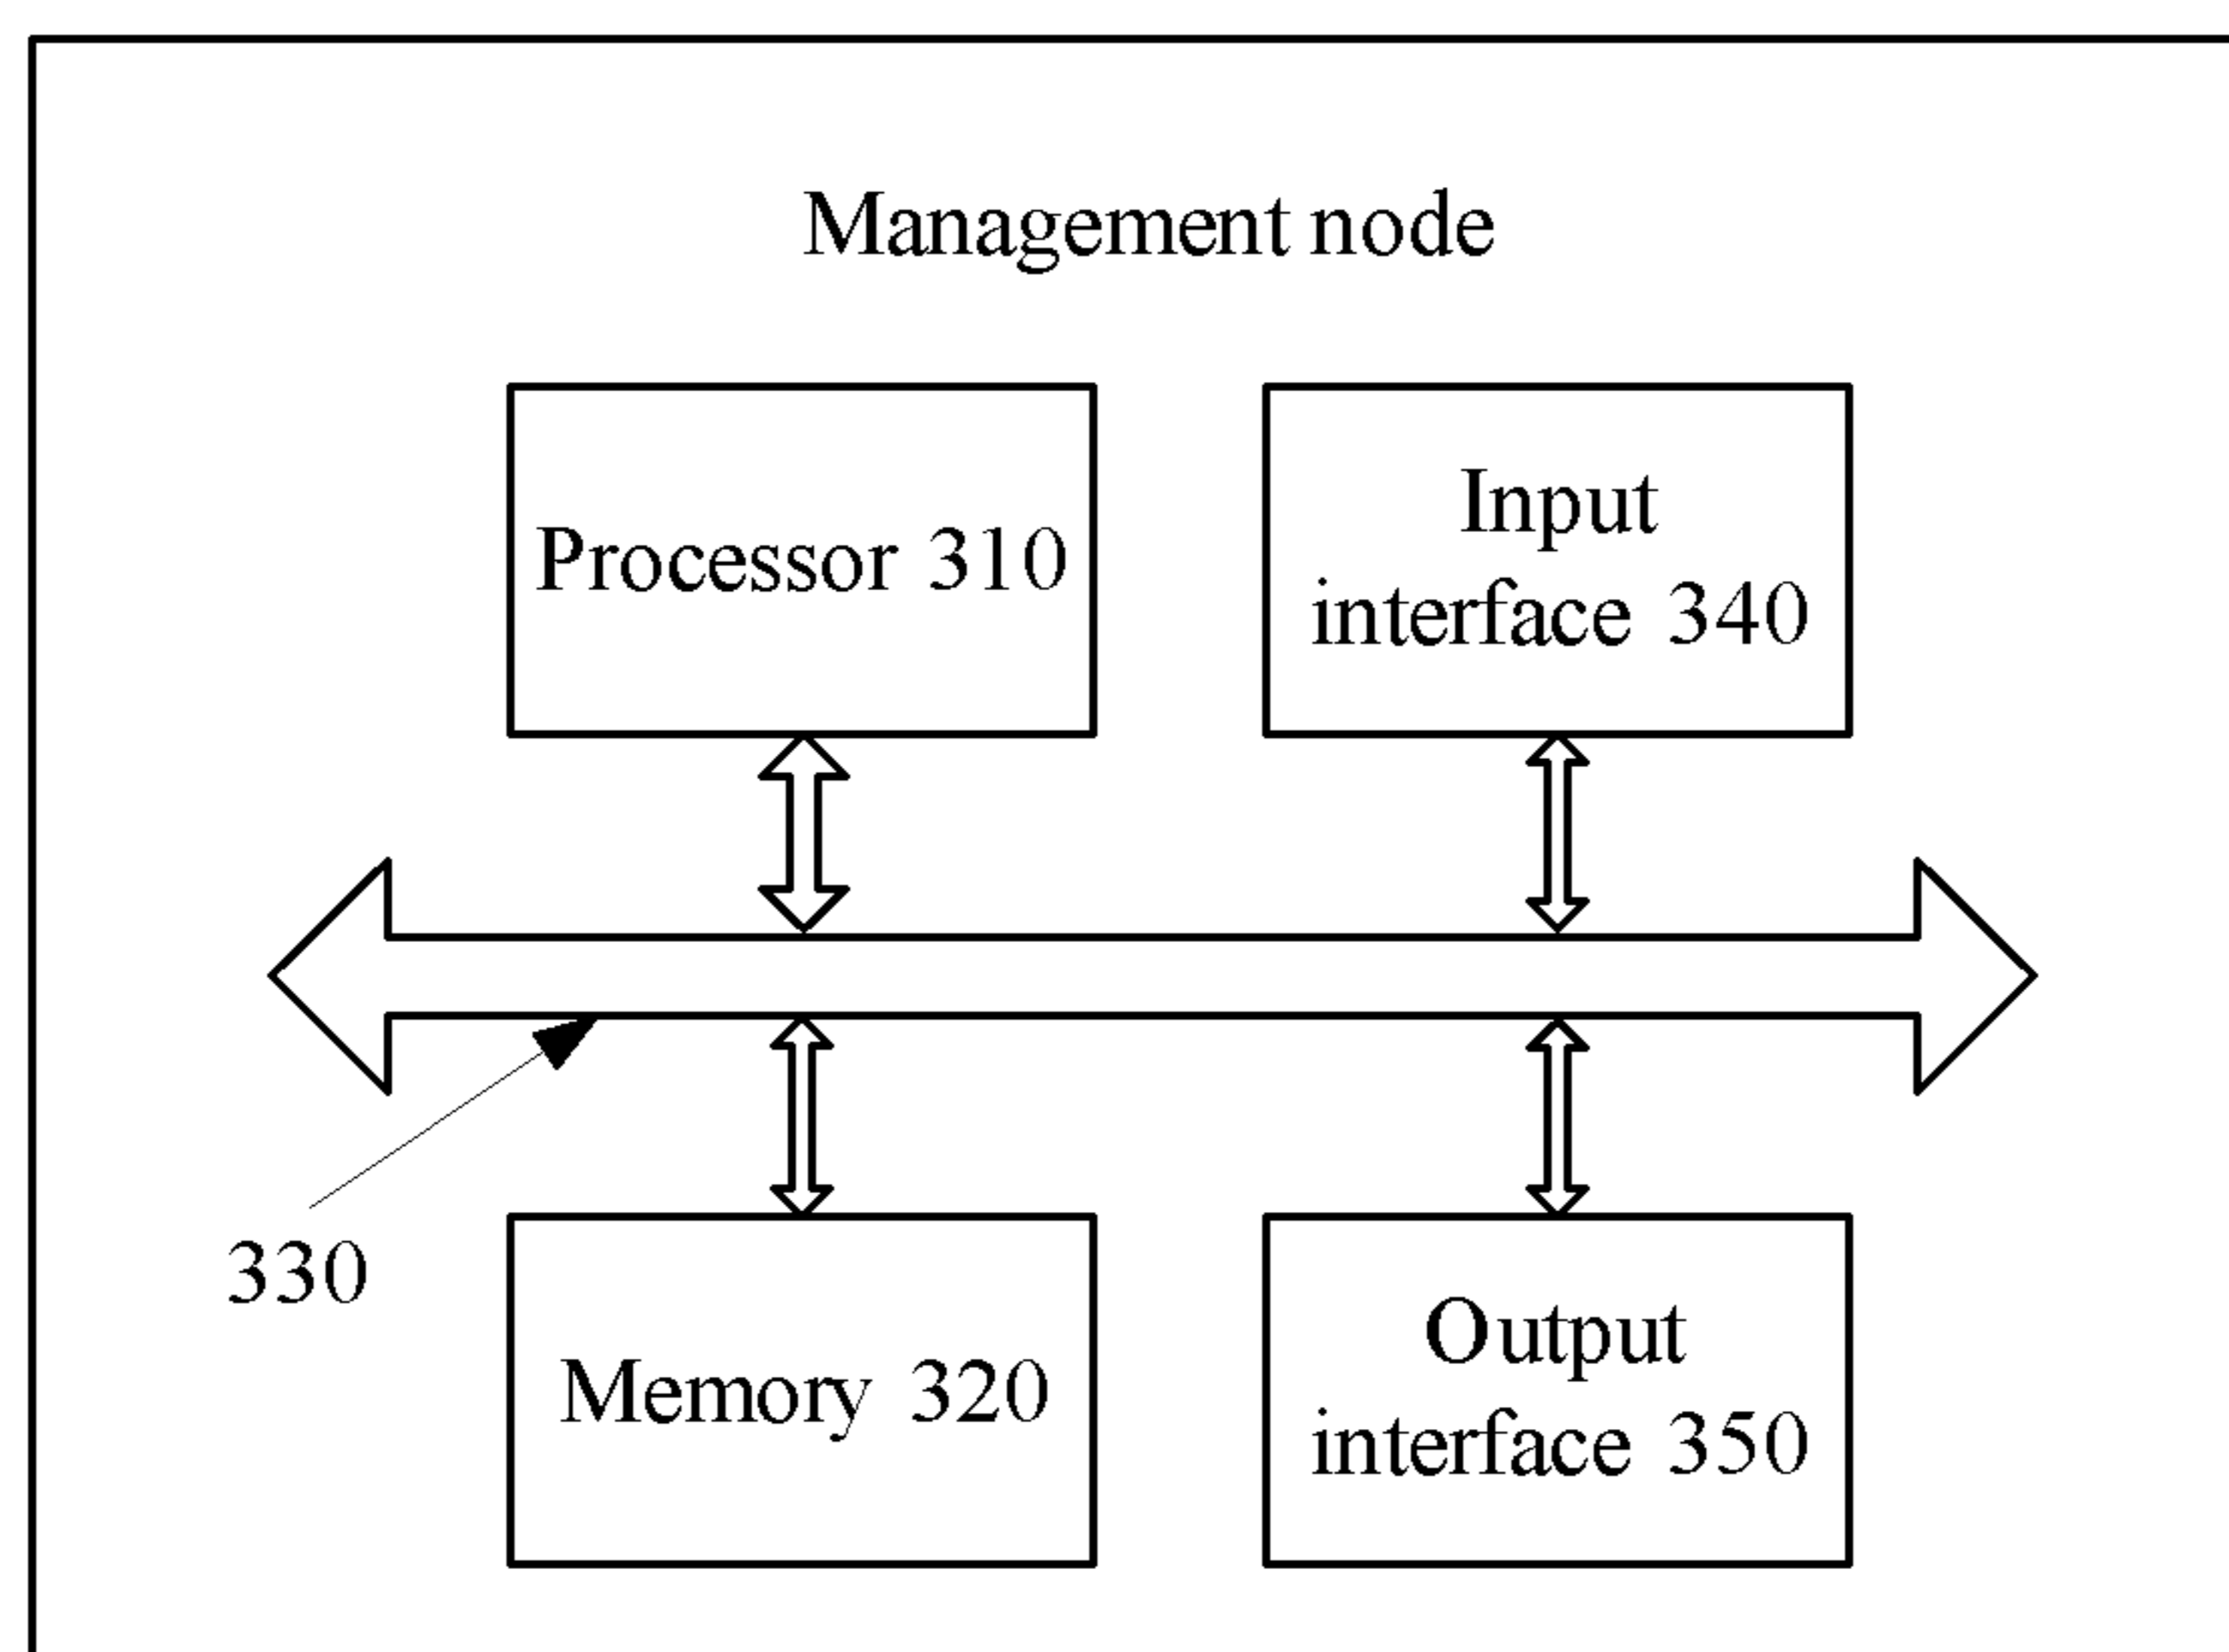 Management node
Processor 310
Input
interface 340
330
Memory 320
Output
interface 350